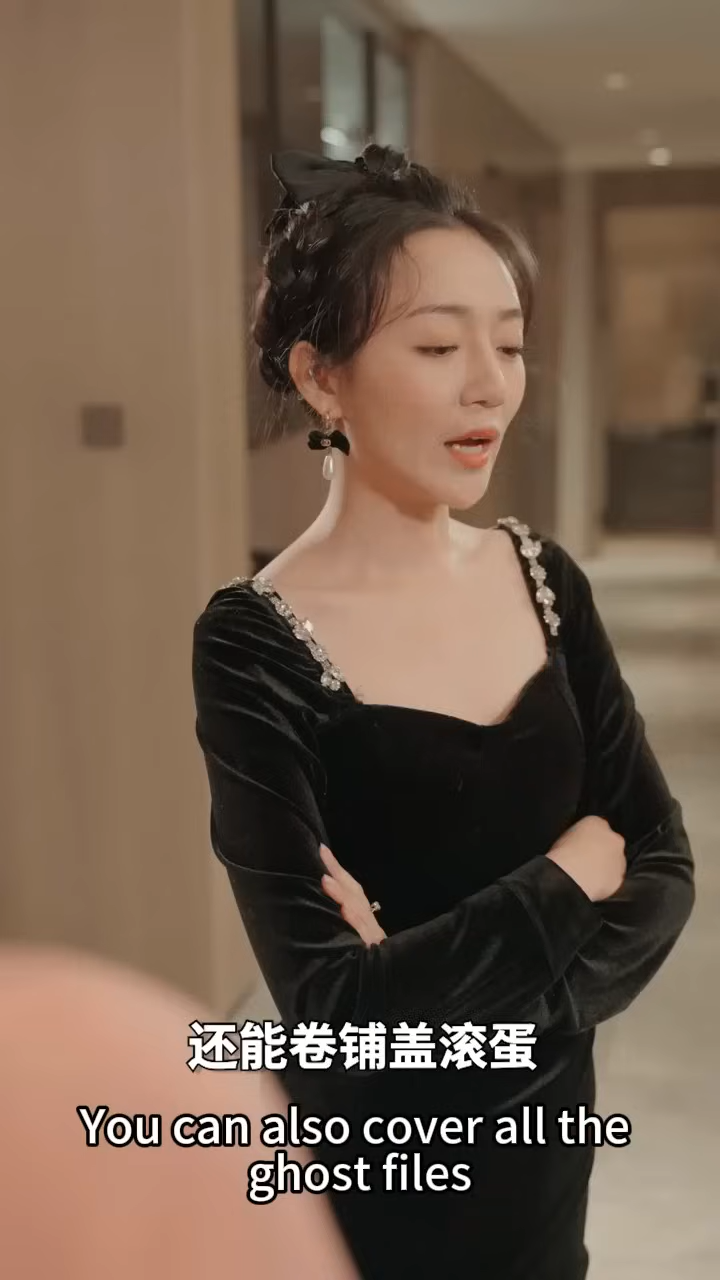 还能卷铺盖滚蛋
You can also cover all the
ghost files